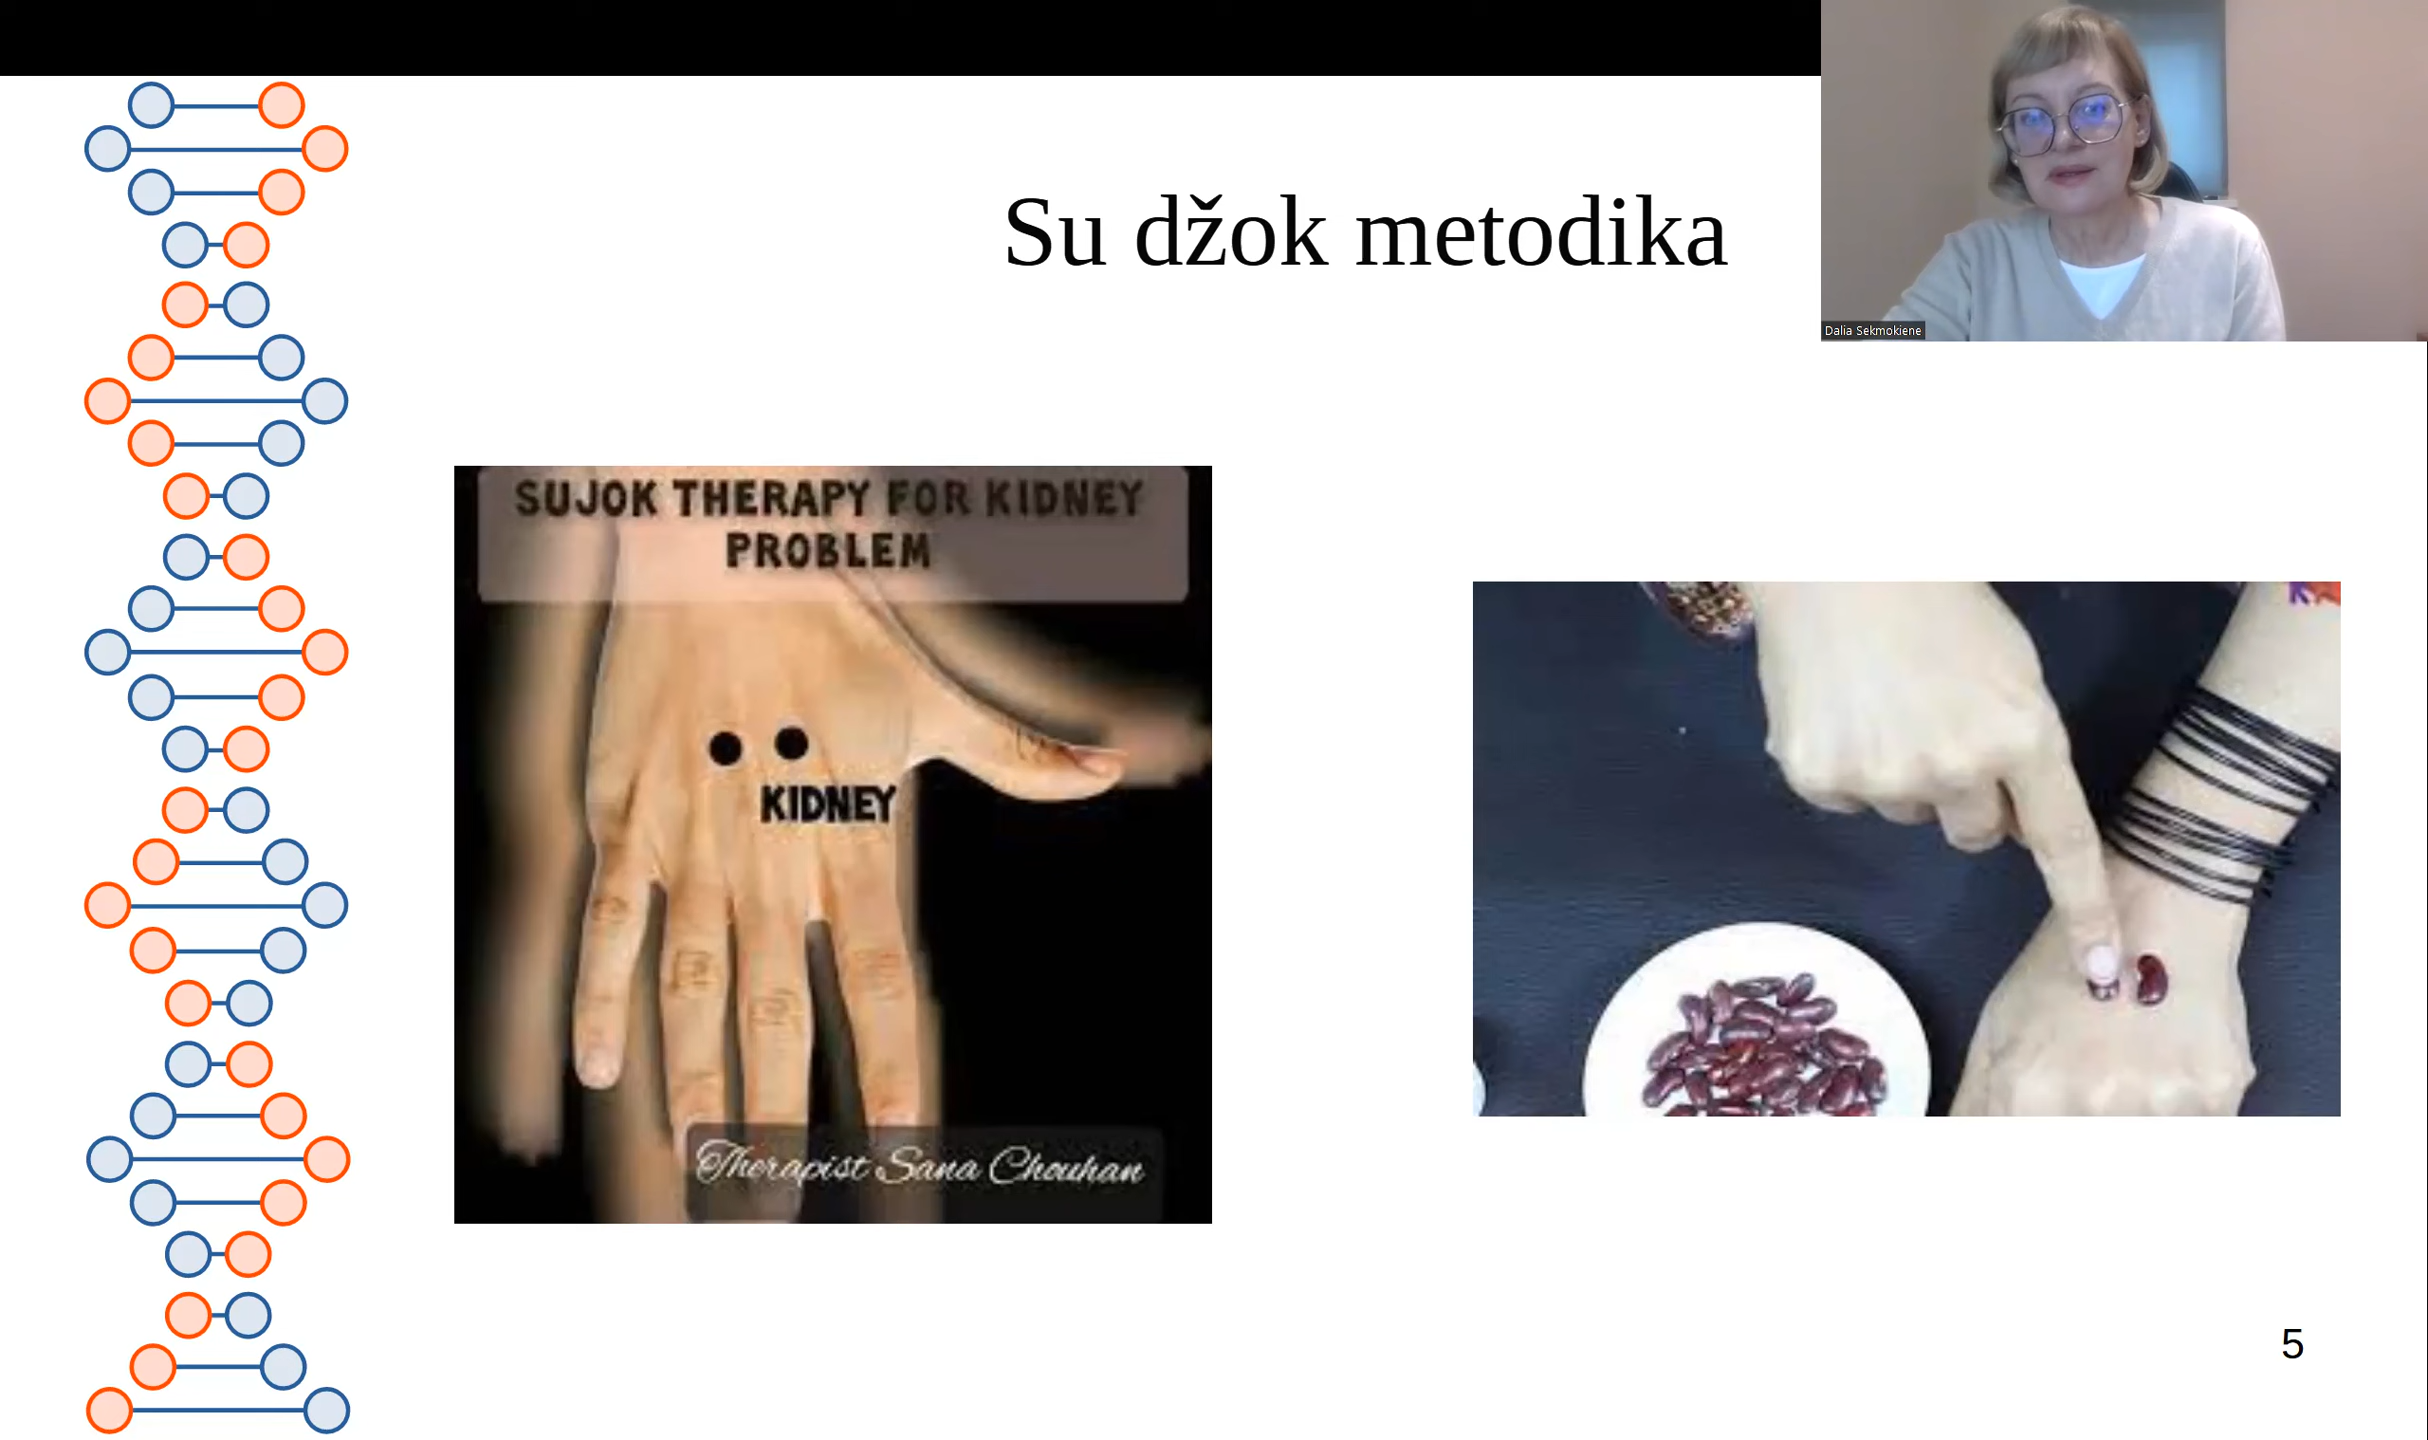 Su džok metodika
Dalia Sekmokiene
SUJOK THERAPY FOR KIDNEY
PROBLEM
KIDNEY
Therapist Sana Chouhan
5